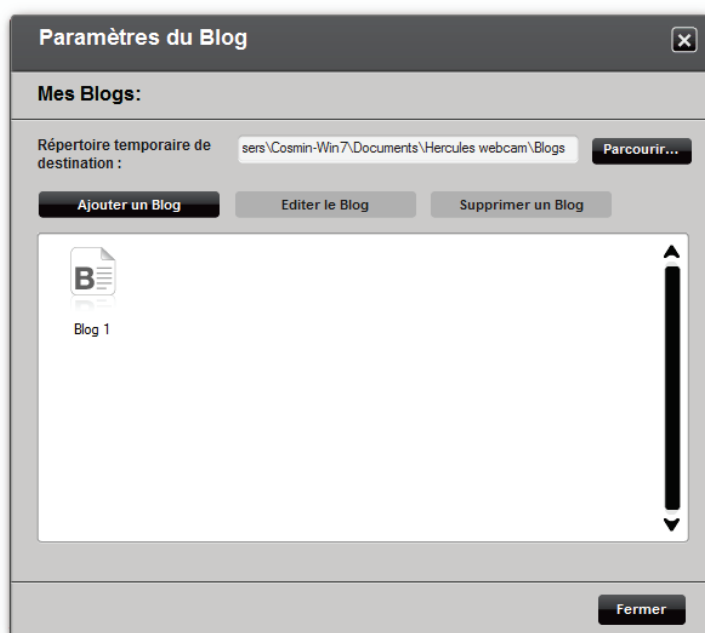 Paramètres du Blog
Mes Blogs:
Répertoire temporaire de
destination :
sers\Cosmin-Win7\Documents\Hercules webcam\Blogs
Parcourir...
Ajouter un Blog
Editer le Blog
Supprimer un Blog
B
Blog 1
Fermer